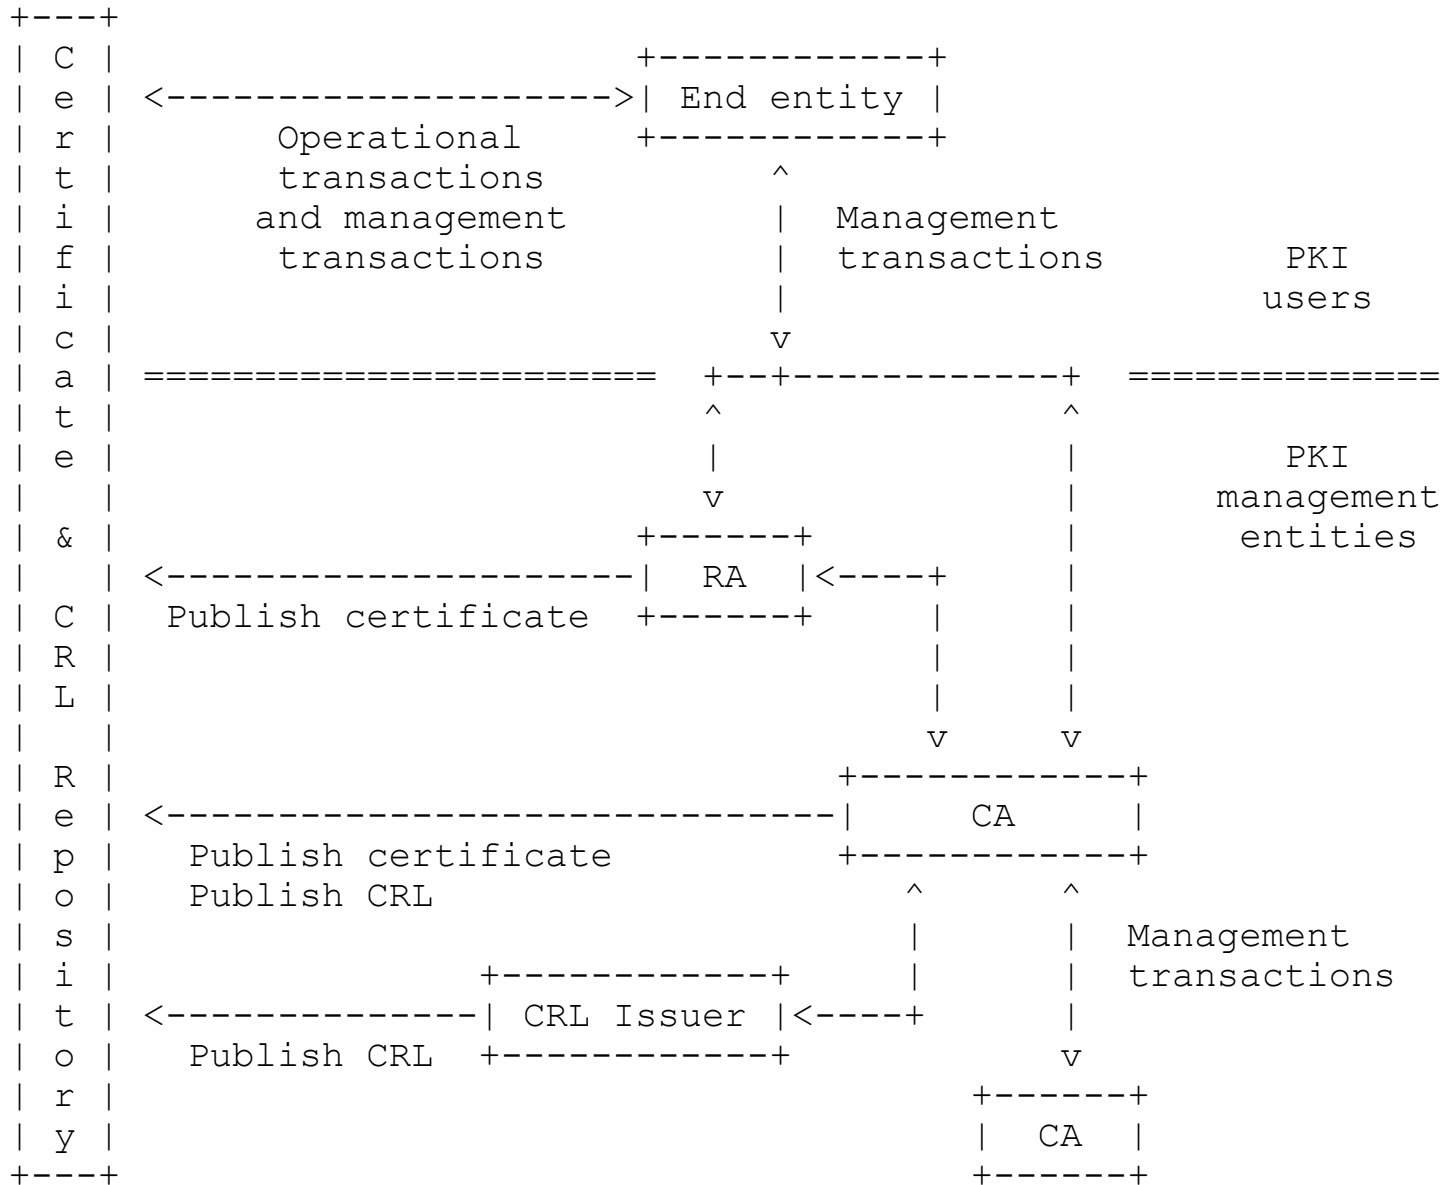 Certificate & CRL Repository
End entity
Operational
transactions
and management
transactions
Management
transactions
PKI
users
PKI
management
entities
RA
Publish certificate
CA
Publish certificate
Publish CRL
Management
transactions
CRL Issuer
Publish CRL
CA